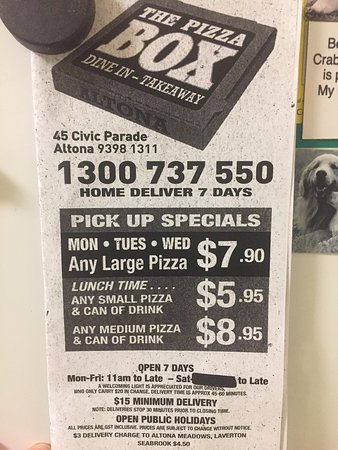 THE PIZZA
BOX
DINE IN - TAKEAWAY
ALTONA
45 Civic Parade
Altona 9398 1311
1300 737 550
HOME DELIVER 7 DAYS
PICK UP SPECIALS
MON • TUES • WED
Any Large Pizza $7.90
LUNCH TIME....
ANY SMALL PIZZA
& CAN OF DRINK $5.95
ANY MEDIUM PIZZA
& CAN OF DRINK $8.95
OPEN 7 DAYS
Mon-Fri: 11am to Late – Sat- to Late
A WELCOMING LIGHT IS APPRECIATED FOR OUR DRIVERS,
WHO ONLY CARRY $20 IN CHANGE. DELIVERY TIME IS APPROX 45-60 MINUTES.
$15 MINIMUM DELIVERY
NOTE: DELIVERIES STOP 30 MINUTES PRIOR TO CLOSING TIME.
OPEN PUBLIC HOLIDAY
ALL PRICES ARE GST INCLUSIVE. PRICES ARE SUBJECT TO CHANGE WITHOUT NOTICE.
$3 DELIVERY CHARGE TO ALTONA MEADOWS, LAVERTON
SEABROOK $4.50
Be
Crab
is p
My